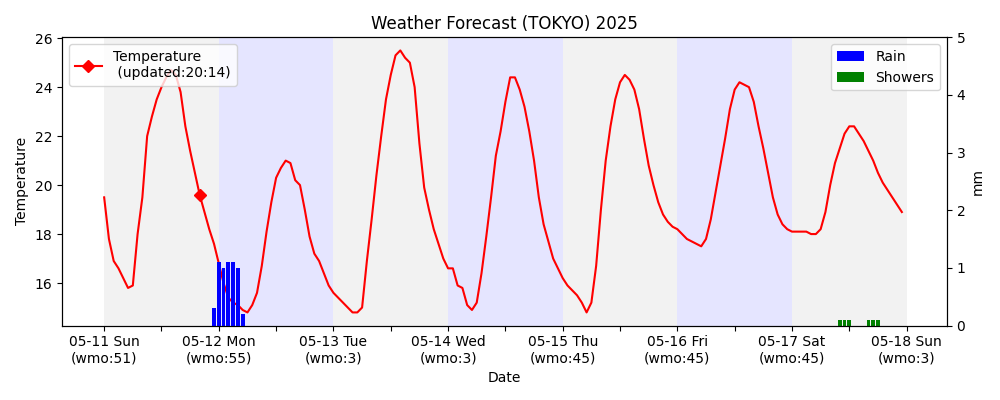 Weather Forecast (TOKYO) 2025
Temperature
(updated:20:14)
Rain
Showers
Temperature
26
24
22
20
18
16
5
4
3
2
1
0
mm
05-11 Sun
(wmo:51)
05-12 Mon
(wmo:55)
05-13 Tue
(wmo:3)
05-14 Wed
(wmo:3)
05-15 Thu
(wmo:45)
05-16 Fri
(wmo:45)
05-17 Sat
(wmo:45)
05-18 Sun
(wmo:3)
Date